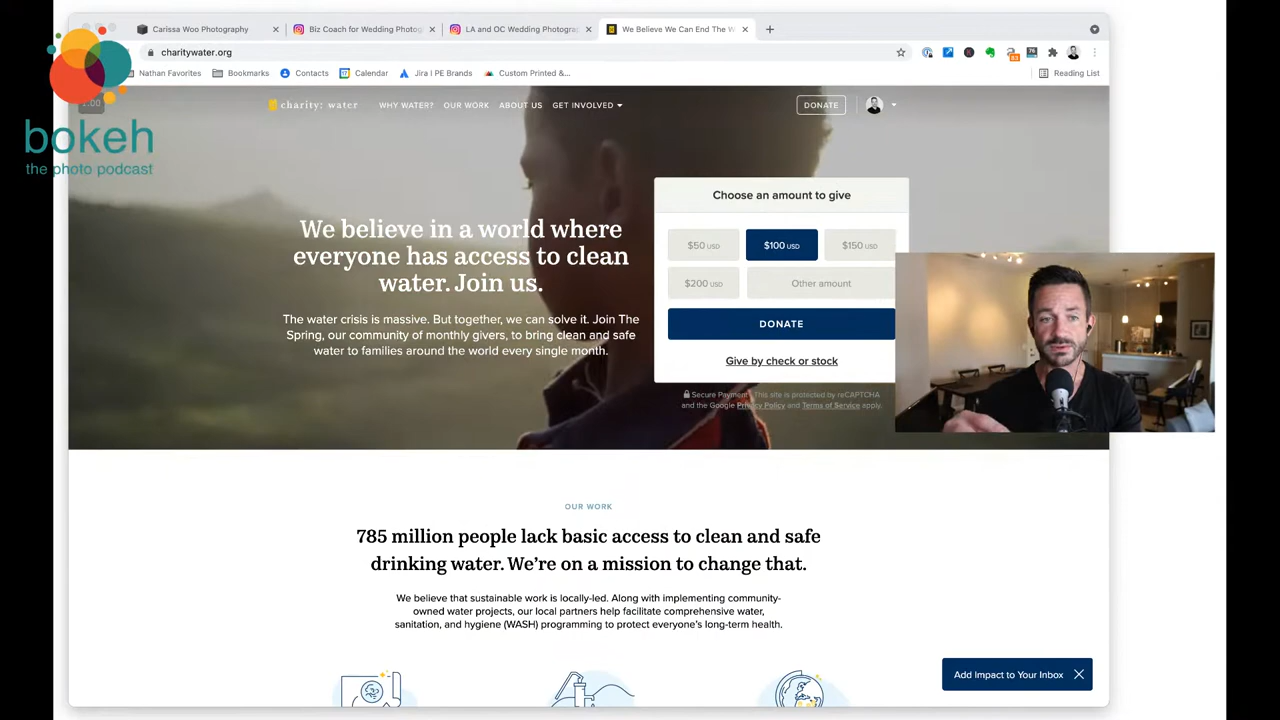 Carissa Woo Photography
Biz Coach for Wedding Photog
LA and OC Wedding Photogra
We Believe We Can End The W
charitywater.org
Nathan Favorites
Bookmarks
Contacts
Calendar
Jira | PE Brands
Custom Printed &...
Reading List
bokeh
the photo podcast
charity: water
WHY WATER?
OUR WORK
ABOUT US
GET INVOLVED
DONATE
We believe in a world where
everyone has access to clean
water. Join us.
The water crisis is massive. But together, we can solve it. Join The
Spring, our community of monthly givers, to bring clean and safe
water to families around the world every single month.
Choose an amount to give
$50 USD
$100 USD
$150 USD
$200 USD
Other amount
DONATE
Give by check or stock
Secure Payment - This site is protected by reCAPTCHA
and the Google Privacy Policy and Terms of Service apply.
OUR WORK
785 million people lack basic access to clean and safe
drinking water. We're on a mission to change that.
We believe that sustainable work is locally-led. Along with implementing community-
owned water projects, our local partners help facilitate comprehensive water,
sanitation, and hygiene (WASH) programming to protect everyone's long-term health.
Add Impact to Your Inbox